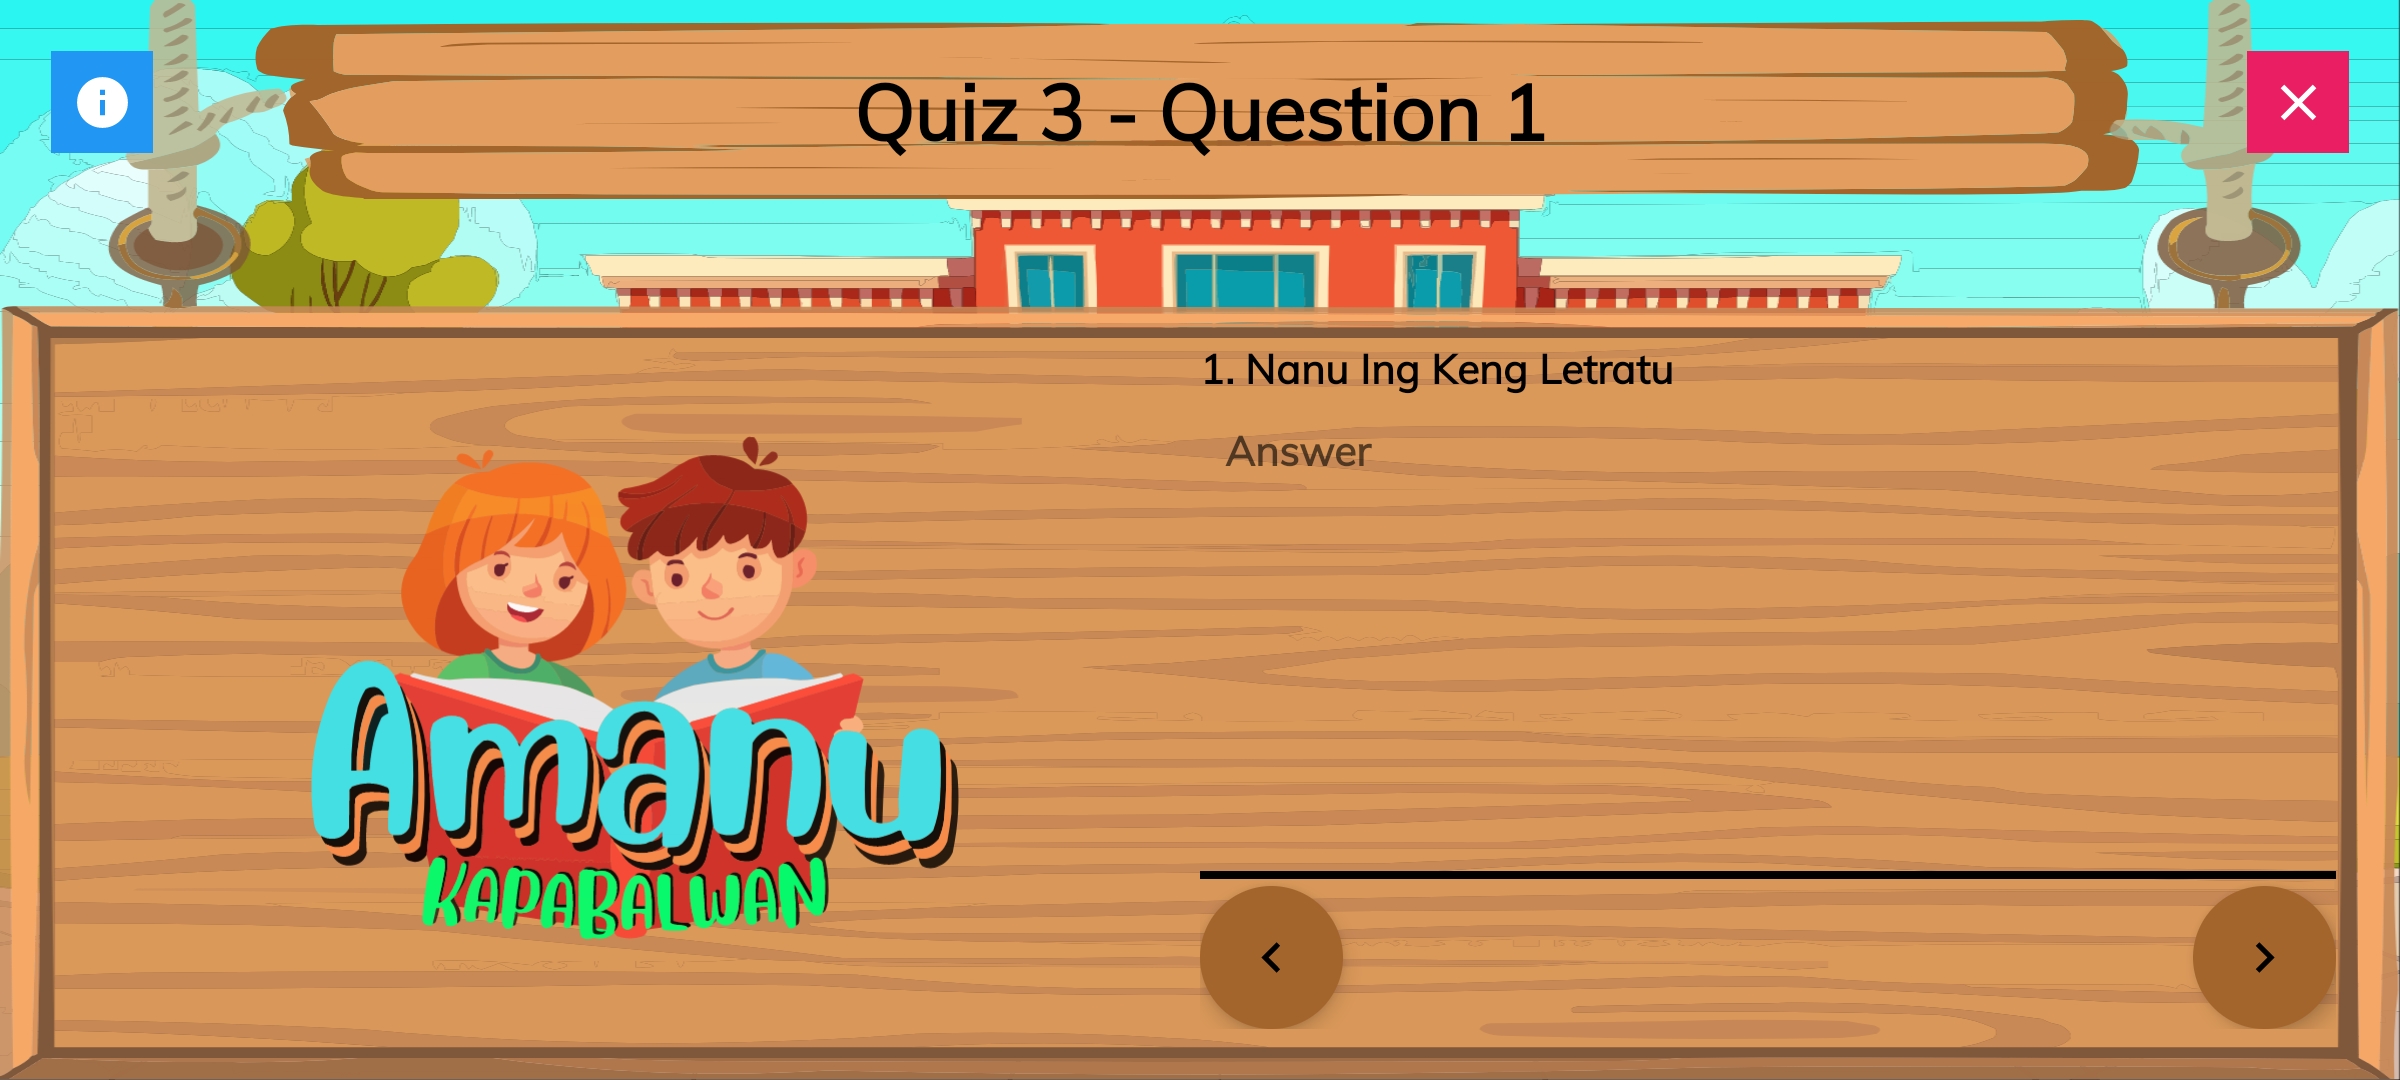 Quiz 3 - Question 1
1. Nanu Ing Keng Letratu
Answer
Amanu
KAPABALWAN